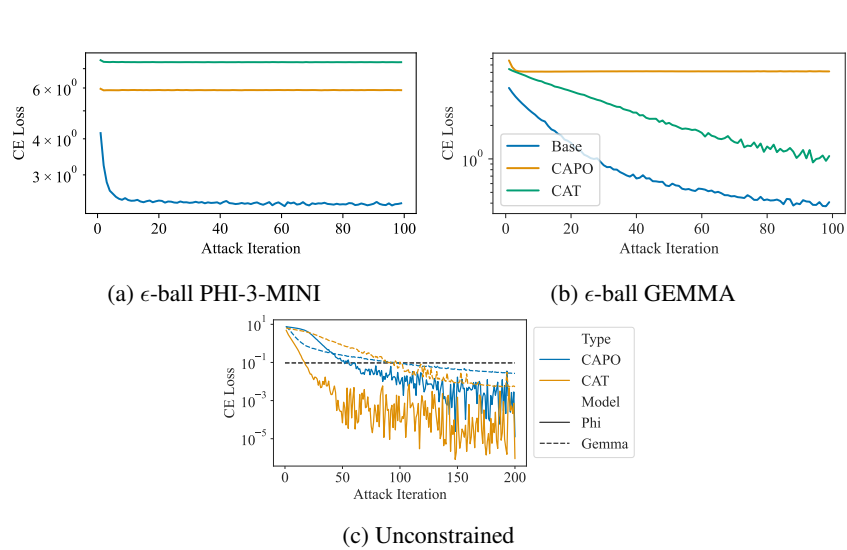 CE Loss
6 × 10⁰
4 × 10⁰
3 × 10⁰
0 20 40 60 80 100
Attack Iteration
(a) ϵ-ball PHI-3-MINI
CE Loss
10⁰
Base
CAPO
CAT
0 20 40 60 80 100
Attack Iteration
(b) ϵ-ball GEMMA
CE Loss
10¹
10⁻¹
10⁻³
10⁻⁵
0 50 100 150 200
Attack Iteration
Type
CAPO
CAT
Model
Phi
Gemma
(c) Unconstrained